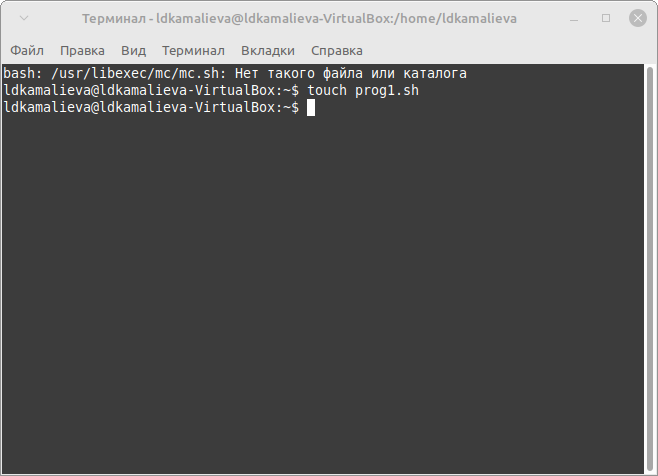 Терминал - ldkamalieva@ldkamalieva-VirtualBox:/home/ldkamalieva
Файл Правка Вид Терминал Вкладки Справка
bash: /usr/libexec/mc/mc.sh: Нет такого файла или каталога
ldkamalieva@ldkamalieva-VirtualBox:~$ touch prog1.sh
ldkamalieva@ldkamalieva-VirtualBox:~$